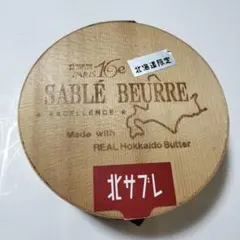 PARIS 16e
北海道限定
SABLÉ BEURRE
EXCELLENCE
Made with
REAL Hokkaido Butter
北サブレ